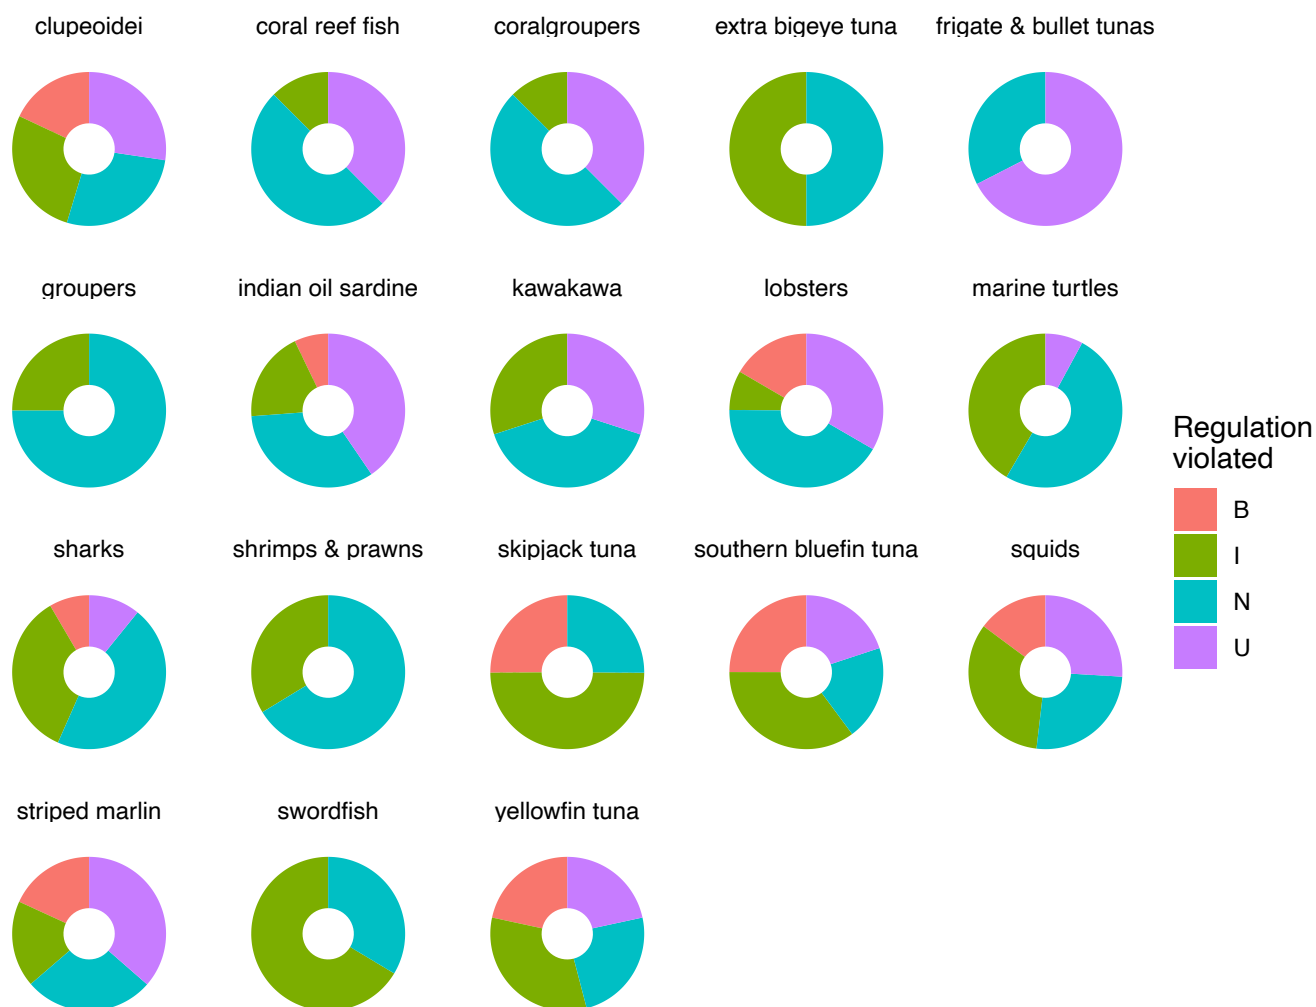 clupeoidei
coral reef fish
coralgroupers
extra bigeye tuna
frigate & bullet tunas
groupers
indian oil sardine
kawakawa
lobsters
marine turtles
Regulation
violated
B
I
N
U
sharks
shrimps & prawns
skipjack tuna
southern bluefin tuna
squids
striped marlin
swordfish
yellowfin tuna